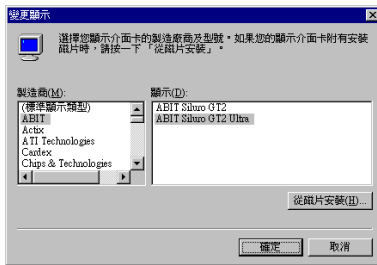 變更顯示
選擇您顯示介面卡的製造廠商及型號。如果您的顯示介面卡附有安裝
磁片時，請按一下「從磁片安裝」。
製造商(M):
(標準顯示類型)
ABIT
Actix
ATI Technologies
Cardex
Chips & Technologies
顯示(D):
ABIT Siluro GT2
ABIT Siluro GT2 Ultra
從磁片安裝(H)...
確定
取消